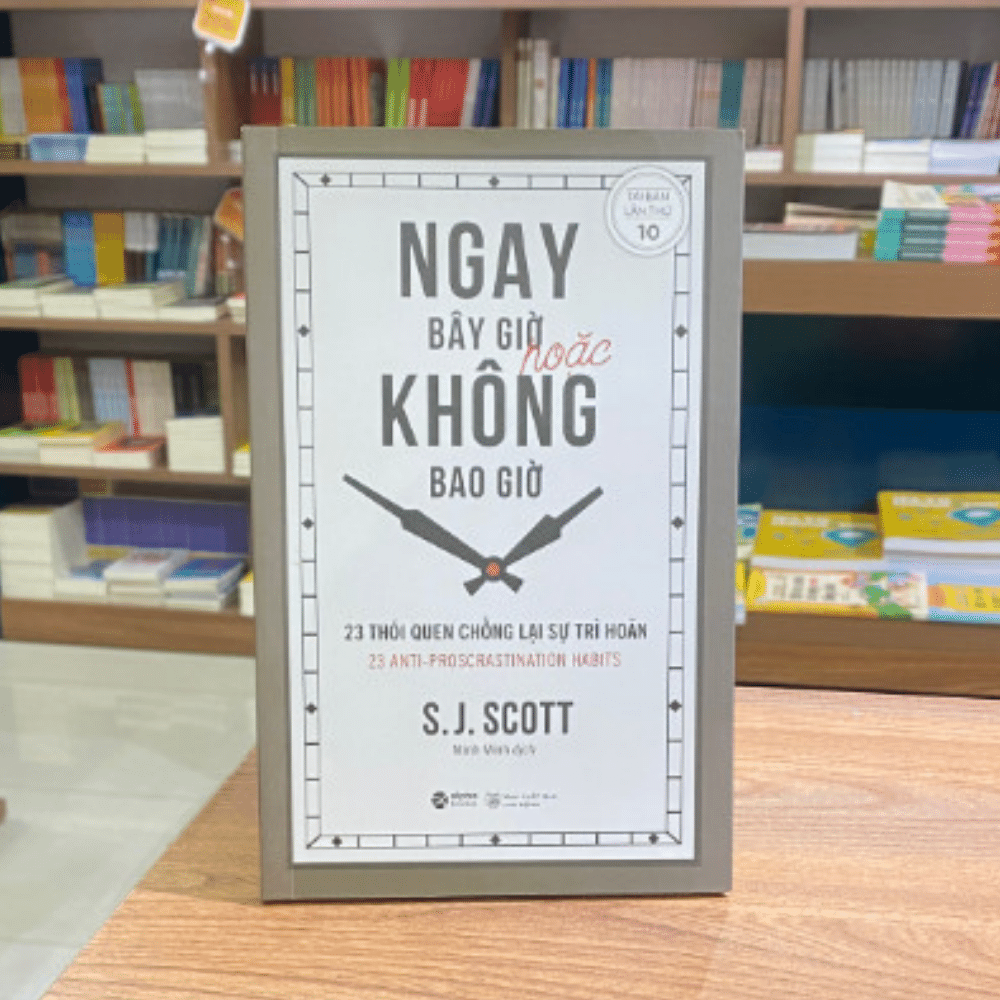 TÁI BẢN
LẦN THỨ
10
NGAY
BÂY GIỜ
hoặc
KHÔNG
BAO GIỜ
23 THÓI QUEN CHỐNG LẠI SỰ TRÌ HOÃN
23 ANTI-PROSCRASTINATION HABITS
S. J. SCOTT
Minh dịch